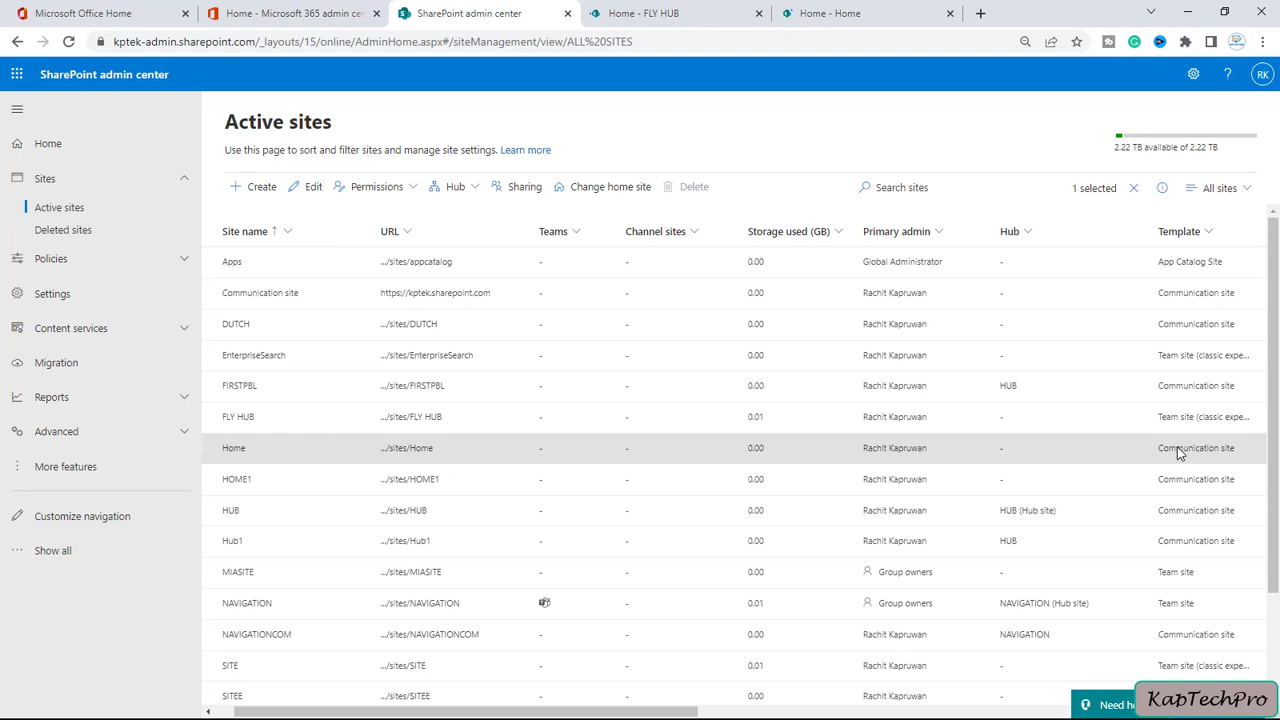 Microsoft Office Home
Home - Microsoft 365 admin cen
SharePoint admin center
Home - FLY HUB
Home - Home
kptek-admin.sharepoint.com/_layouts/15/online/AdminHome.aspx#/siteManagement/view/ALL%20SITES
SharePoint admin center
RK
Home
Sites
Active sites
Deleted sites
Policies
Settings
Content services
Migration
Reports
Advanced
More features
Customize navigation
Show all
Active sites
Use this page to sort and filter sites and manage site settings. Learn more
2.22 TB available of 2.22 TB
Create Edit Permissions Hub Sharing Change home site Delete Search sites 1 selected All sites
Site name ↑ URL Teams Channel sites Storage used (GB) Primary admin Hub Template
Apps .../sites/appcatalog - - 0.00 Global Administrator - App Catalog Site
Communication site https://kptek.sharepoint.com - - 0.00 Rachit Kapruwan - Communication site
DUTCH .../sites/DUTCH - - 0.00 Rachit Kapruwan - Communication site
EnterpriseSearch .../sites/EnterpriseSearch - - 0.00 Rachit Kapruwan - Team site (classic expe...
FIRSTPBL .../sites/FIRSTPBL - - 0.00 Rachit Kapruwan HUB Communication site
FLY HUB .../sites/FLY HUB - - 0.01 Rachit Kapruwan - Team site (classic expe...
Home .../sites/Home - - 0.00 Rachit Kapruwan - Communication site
HOME1 .../sites/HOME1 - - 0.00 Rachit Kapruwan - Communication site
HUB .../sites/HUB - - 0.00 Rachit Kapruwan HUB (Hub site) Communication site
Hub1 .../sites/Hub1 - - 0.00 Rachit Kapruwan HUB Communication site
MIASITE .../sites/MIASITE - - 0.00 Group owners - Team site
NAVIGATION .../sites/NAVIGATION - 0.01 Group owners NAVIGATION (Hub site) Team site
NAVIGATIONCOM .../sites/NAVIGATIONCOM - - 0.00 Rachit Kapruwan NAVIGATION Communication site
SITE .../sites/SITE - - 0.01 Rachit Kapruwan - Team site (classic expe...
SITEE .../sites/SITEE - - 0.00 Rachit Kapruwan - Communication site
Need he
KapTechPro